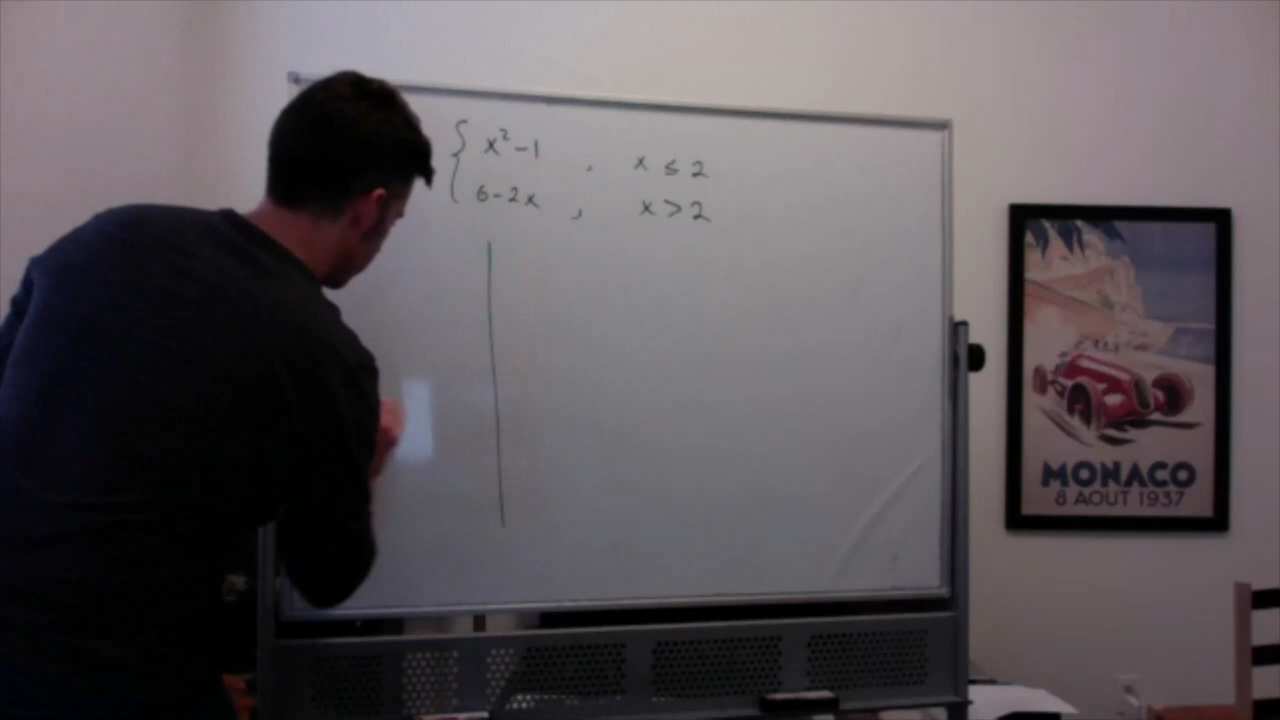 { x² - 1 , x ≤ 2
6 - 2x , x > 2
MONACO
8 AOUT 1937